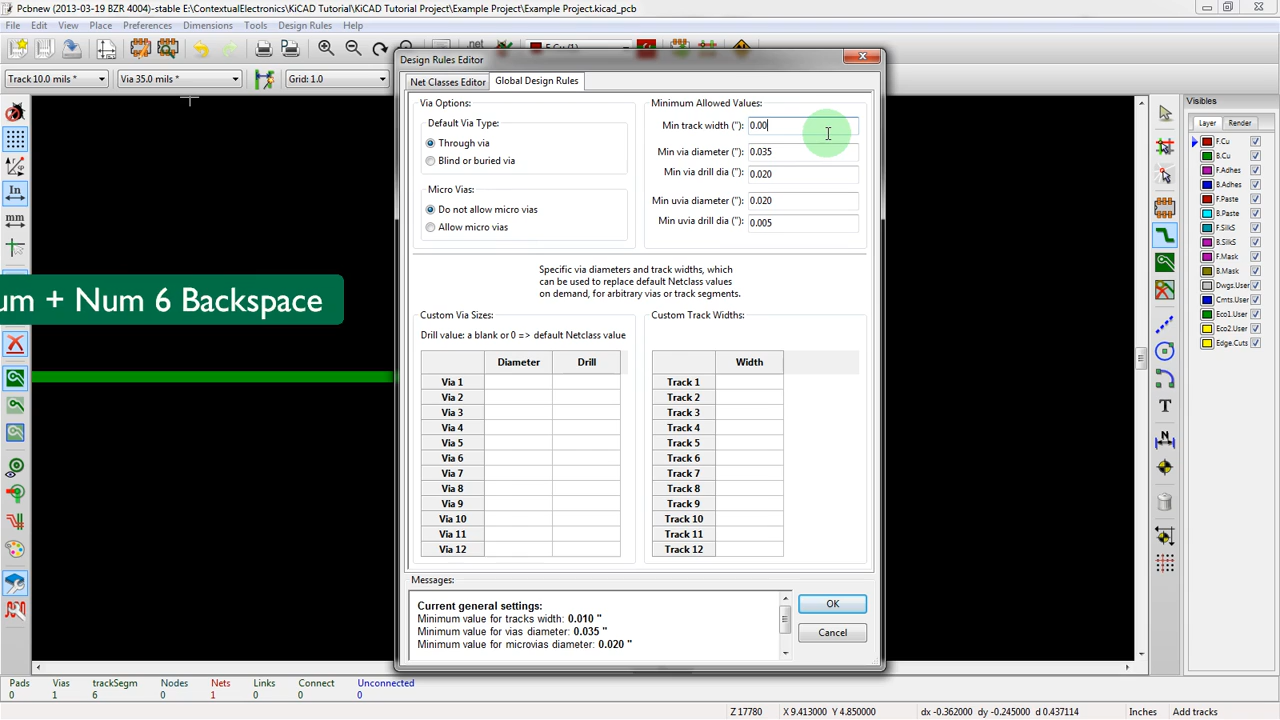 Pcbnew (2013-03-19 BZR 4004)-stable E:\ContextualElectronics\KiCAD Tutorial\KiCAD Tutorial Project\Example Project\Example Project.kicad_pcb
File Edit View Place Preferences Dimensions Tools Design Rules Help
Track 10.0 mils * Via 35.0 mils * Grid: 1.0
Design Rules Editor
Net Classes Editor Global Design Rules
Via Options:
Default Via Type:
Through via
Blind or buried via
Micro Vias:
Do not allow micro vias
Allow micro vias
Minimum Allowed Values:
Min track width ("): 0.00
Min via diameter ("): 0.035
Min via drill dia ("): 0.020
Min uvia diameter ("): 0.020
Min uvia drill dia ("): 0.005
Specific via diameters and track widths, which
can be used to replace default Netclass values
on demand, for arbitrary vias or track segments.
Custom Via Sizes:
Drill value: a blank or 0 => default Netclass value
Diameter Drill
Via 1
Via 2
Via 3
Via 4
Via 5
Via 6
Via 7
Via 8
Via 9
Via 10
Via 11
Via 12
Custom Track Widths:
Width
Track 1
Track 2
Track 3
Track 4
Track 5
Track 6
Track 7
Track 8
Track 9
Track 10
Track 11
Track 12
Messages:
Current general settings:
Minimum value for tracks width: 0.010 "
Minimum value for vias diameter: 0.035 "
Minimum value for microvias diameter: 0.020 "
OK
Cancel
um + Num 6 Backspace
In
mm
Visibles
Layer Render
F.Cu
B.Cu
F.Adhes
B.Adhes
F.Paste
B.Paste
F.SilkS
B.SilkS
F.Mask
B.Mask
Dwgs.User
Cmts.User
Eco1.User
Eco2.User
Edge.Cuts
Pads Vias trackSegm Nodes Nets Links Connect Unconnected
0 1 6 0 1 0 0 0
Z 17780 X 9.413000 Y 4.850000 dx -0.362000 dy -0.245000 d 0.437114 Inches Add tracks